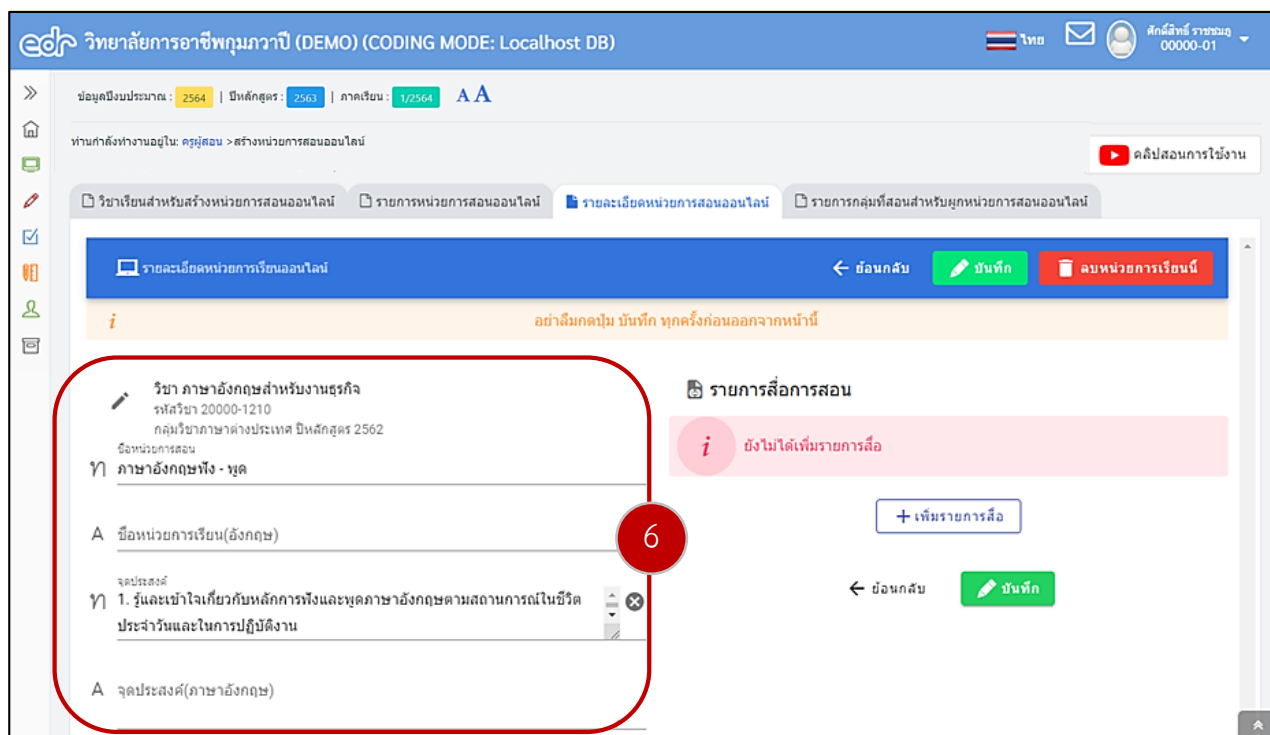 edr วิทยาลัยการอาชีพกุมภวาปี (DEMO) (CODING MODE: Localhost DB)
ไทย
ศักดิ์สิทธิ์ ราชชมภู
00000-01
ข้อมูลปีงบประมาณ : 2564 | ปีหลักสูตร : 2563 | ภาคเรียน : 1/2564 A A
ท่านกำลังทำงานอยู่ใน: ครูผู้สอน >สร้างหน่วยการสอนออนไลน์
คลิปสอนการใช้งาน
วิชาเรียนสำหรับสร้างหน่วยการสอนออนไลน์ รายการหน่วยการสอนออนไลน์ รายละเอียดหน่วยการสอนออนไลน์ รายการกลุ่มที่สอนสำหรับผูกหน่วยการสอนออนไลน์
รายละเอียดหน่วยการเรียนออนไลน์ ย้อนกลับ บันทึก ลบหน่วยการเรียนนี้
i อย่าลืมกดปุ่ม บันทึก ทุกครั้งก่อนออกจากหน้านี้
วิชา ภาษาอังกฤษสำหรับงานธุรกิจ
รหัสวิชา 20000-1210
กลุ่มวิชาภาษาต่างประเทศ ปีหลักสูตร 2562
ชื่อหน่วยการสอน
ท ภาษาอังกฤษฟัง - พูด
A ชื่อหน่วยการเรียน(อังกฤษ)
จุดประสงค์
ท 1. รู้และเข้าใจเกี่ยวกับหลักการฟังและพูดภาษาอังกฤษตามสถานการณ์ในชีวิต
ประจำวันและในการปฏิบัติงาน
A จุดประสงค์(ภาษาอังกฤษ)
6
รายการสื่อการสอน
i ยังไม่ได้เพิ่มรายการสื่อ
+ เพิ่มรายการสื่อ
ย้อนกลับ บันทึก